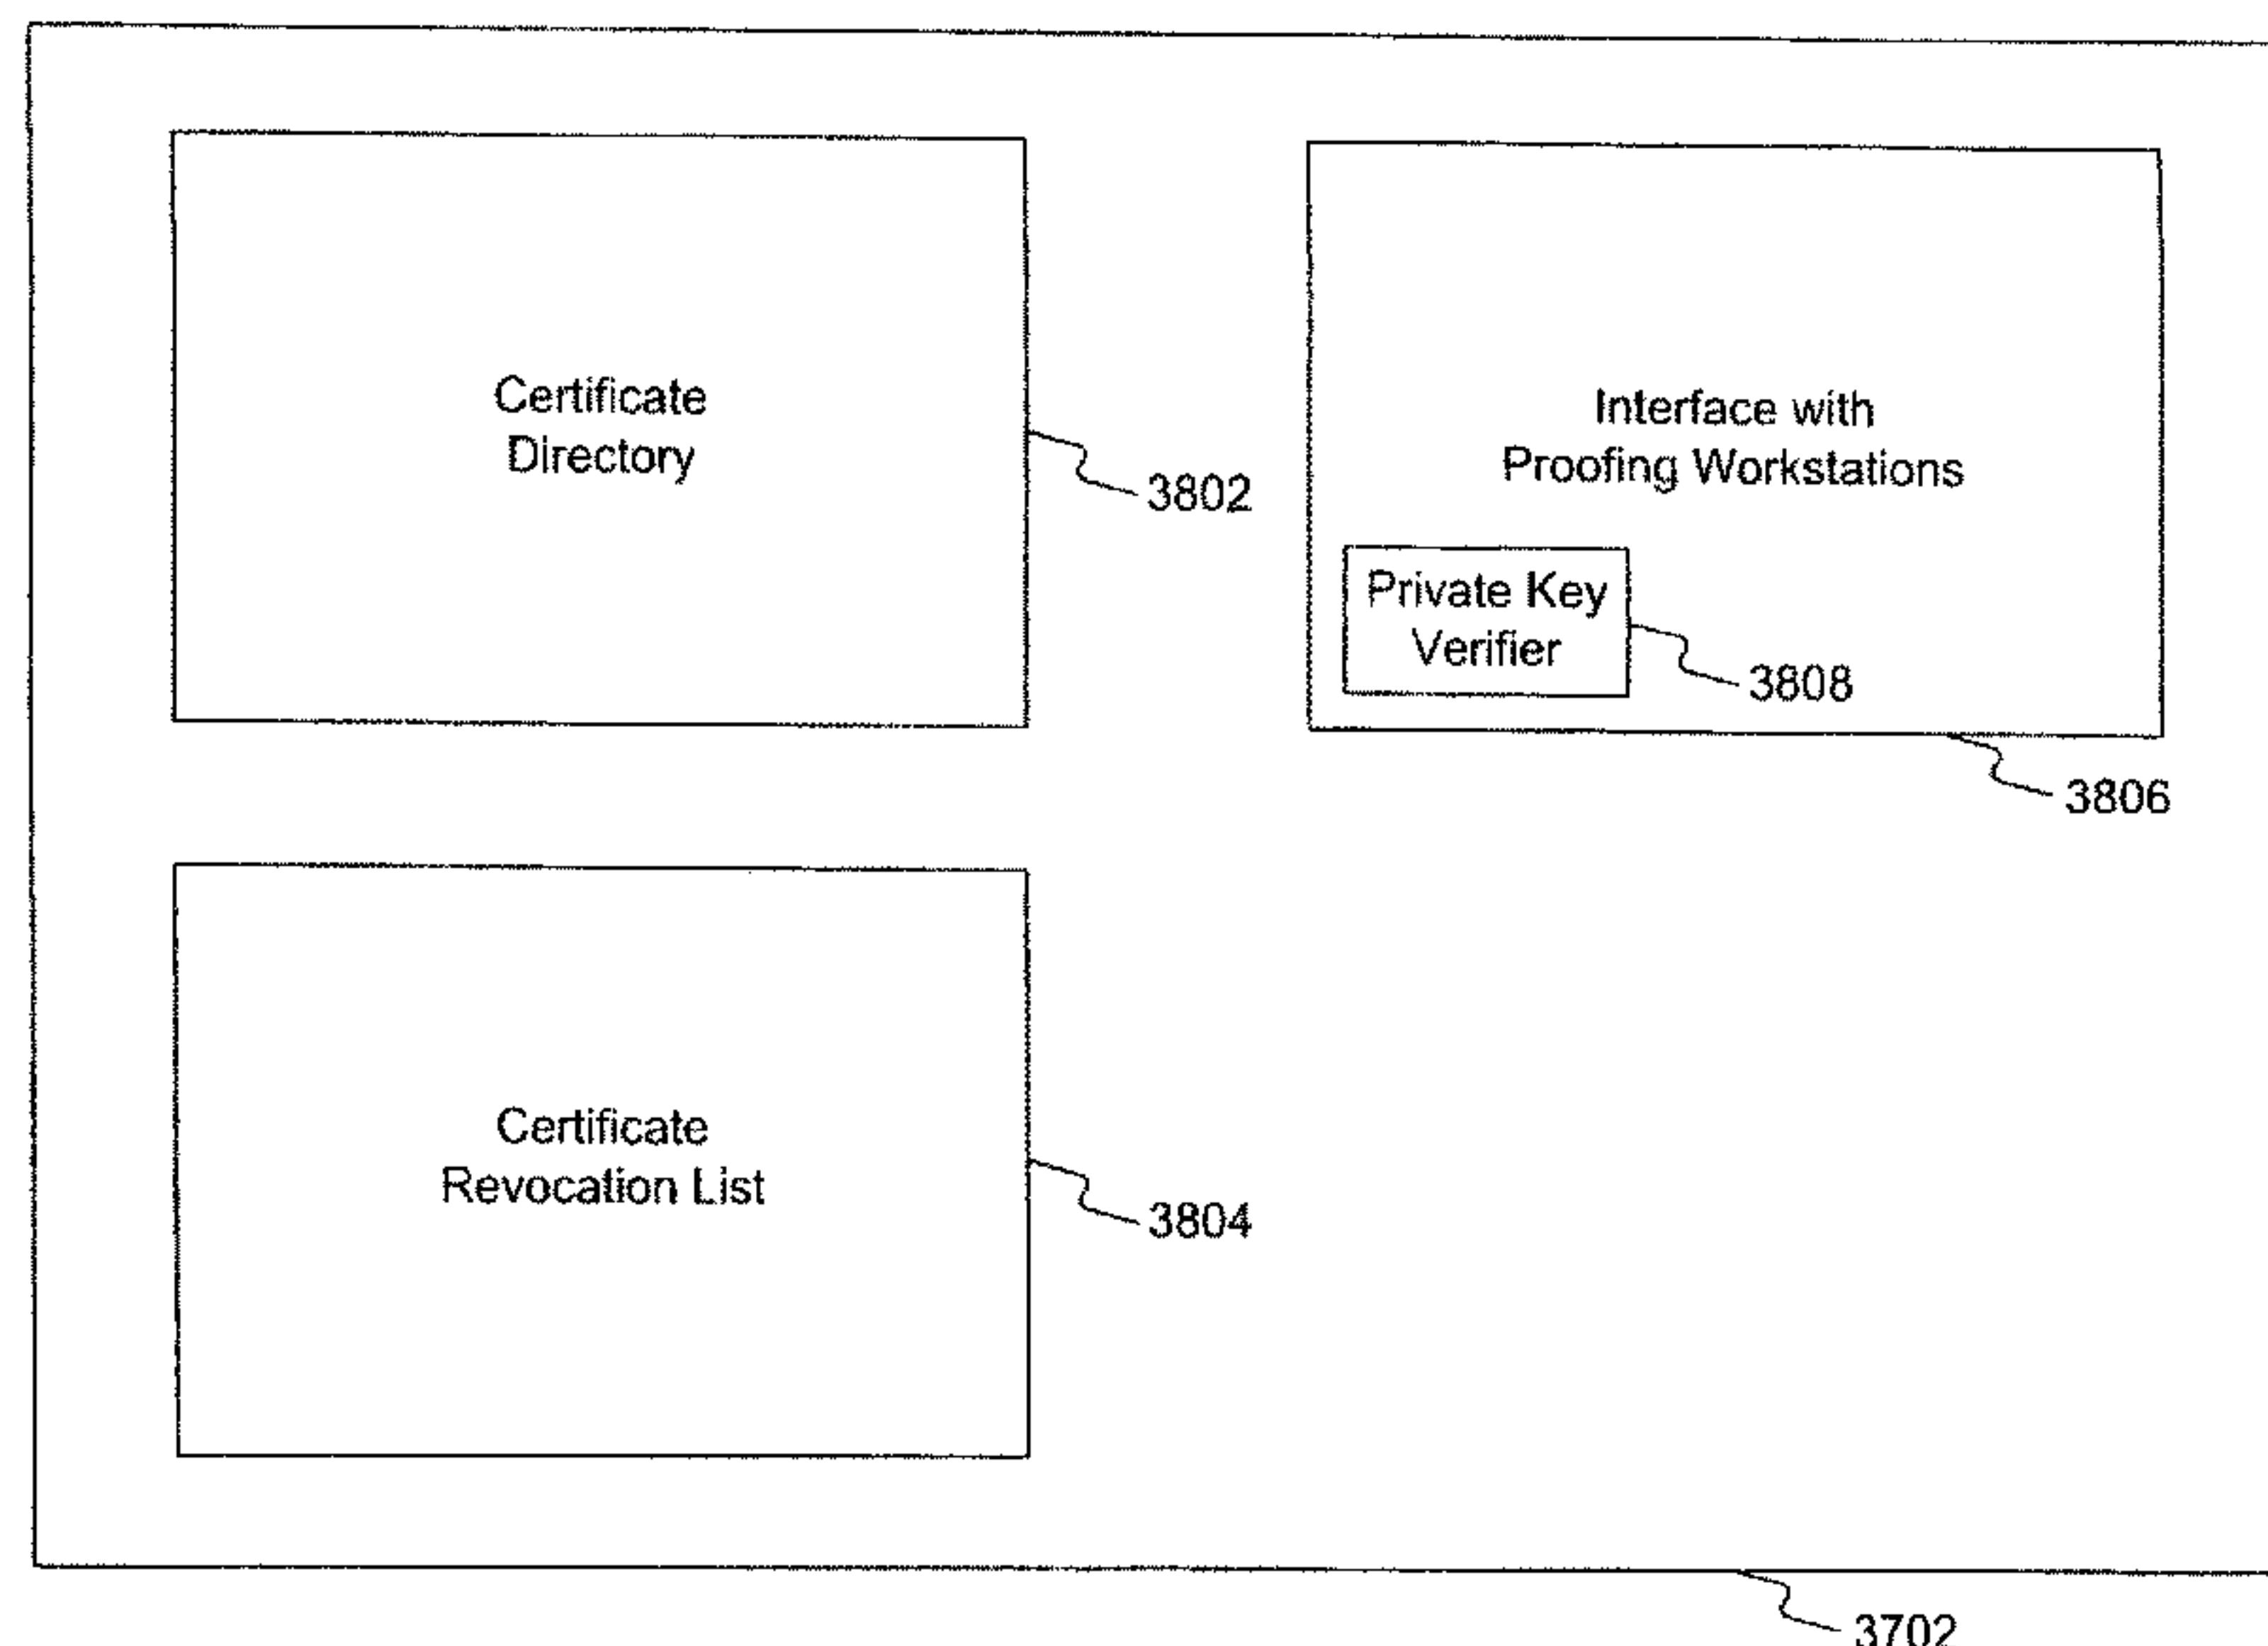 Certificate
Directory
3802
Interface with
Proofing Workstations
Private Key
Verifier
3808
3806
Certificate
Revocation List
3804
3702